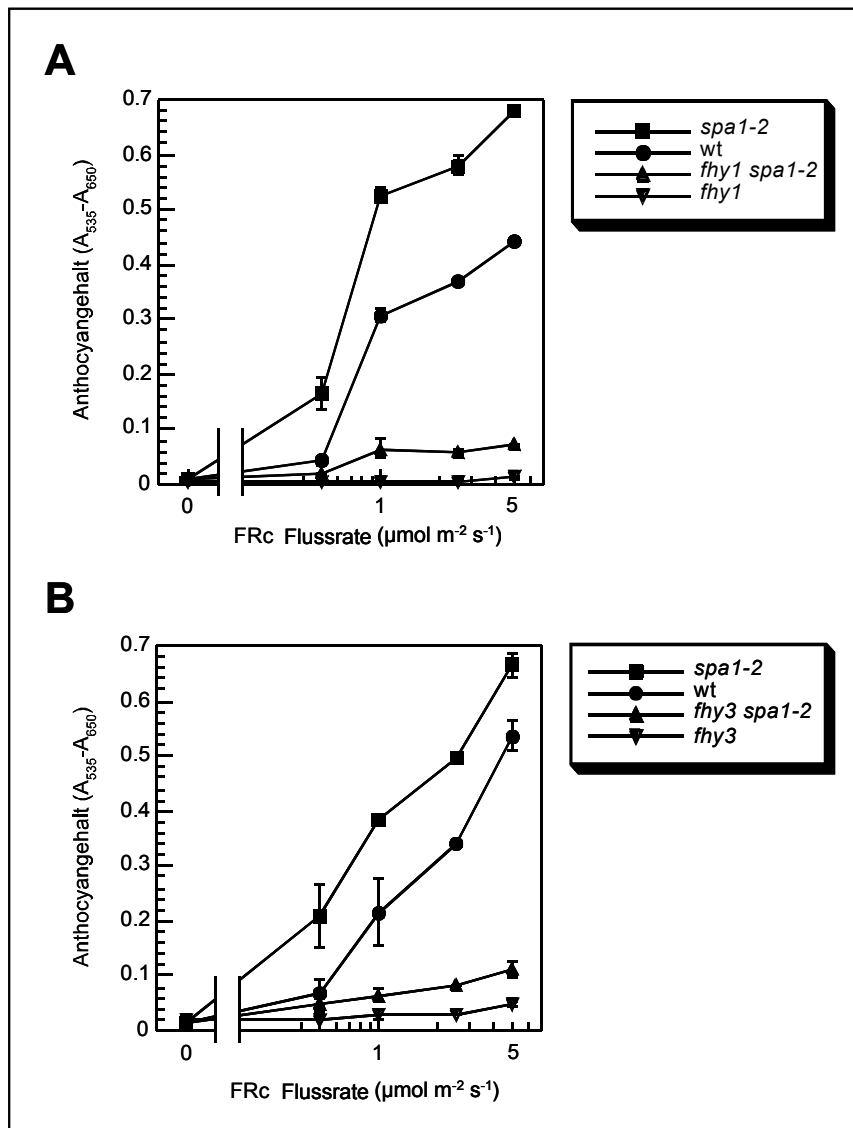 A
0.7
0.6
0.5
0.4
0.3
0.2
0.1
0
Anthocyangehalt (A535-A650)
0 1 5
FRc Flussrate (µmol m-2 s-1)
spa1-2
wt
fhy1 spa1-2
fhy1
B
0.7
0.6
0.5
0.4
0.3
0.2
0.1
0
Anthocyangehalt (A535-A650)
0 1 5
FRc Flussrate (µmol m-2 s-1)
spa1-2
wt
fhy3 spa1-2
fhy3